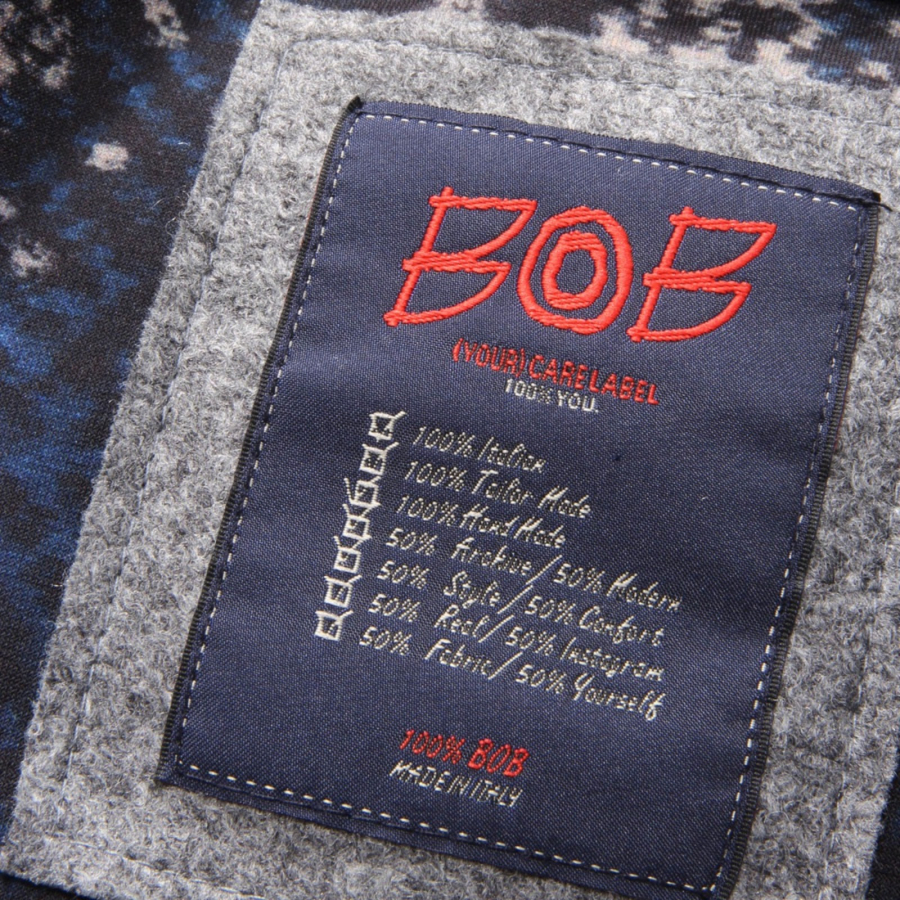 BOB
(YOUR) CARE LABEL
100% YOU.
100% Italian
100% Tailor Made
100% Hand Made
50% Archive/50% Modern
50% Style/50% Comfort
50% Real/50% Instagram
50% Fabric/50% Yourself
100% BOB
MADE IN ITALY